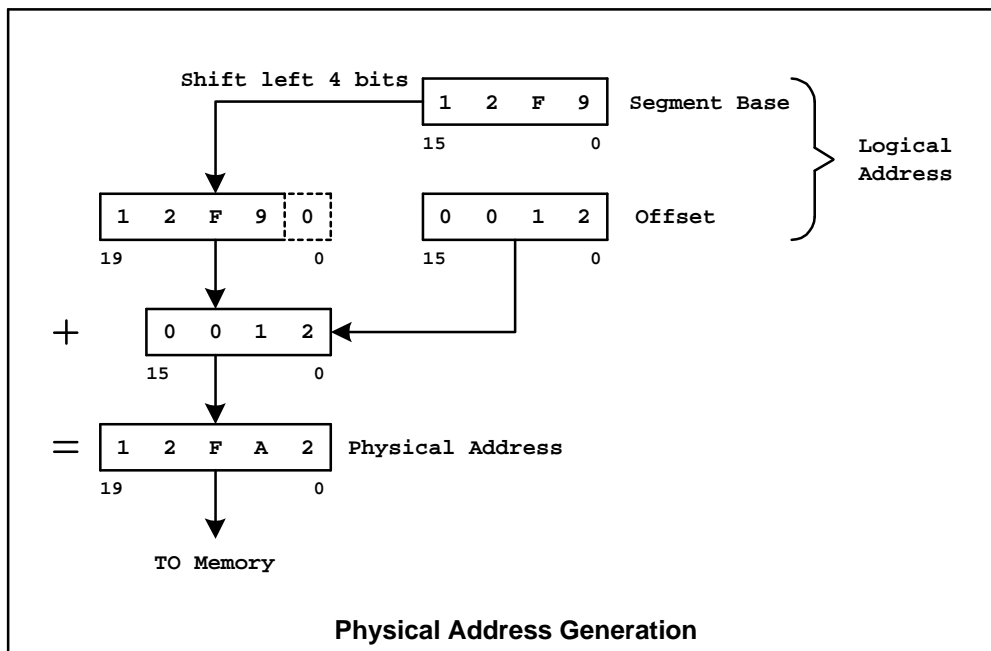 Shift left 4 bits
1 2 F 9 Segment Base
15 0
Logical
Address
1 2 F 9 0
0 0 1 2 Offset
19 0
15 0
+ 0 0 1 2
15 0
= 1 2 F A 2 Physical Address
19 0
TO Memory
Physical Address Generation